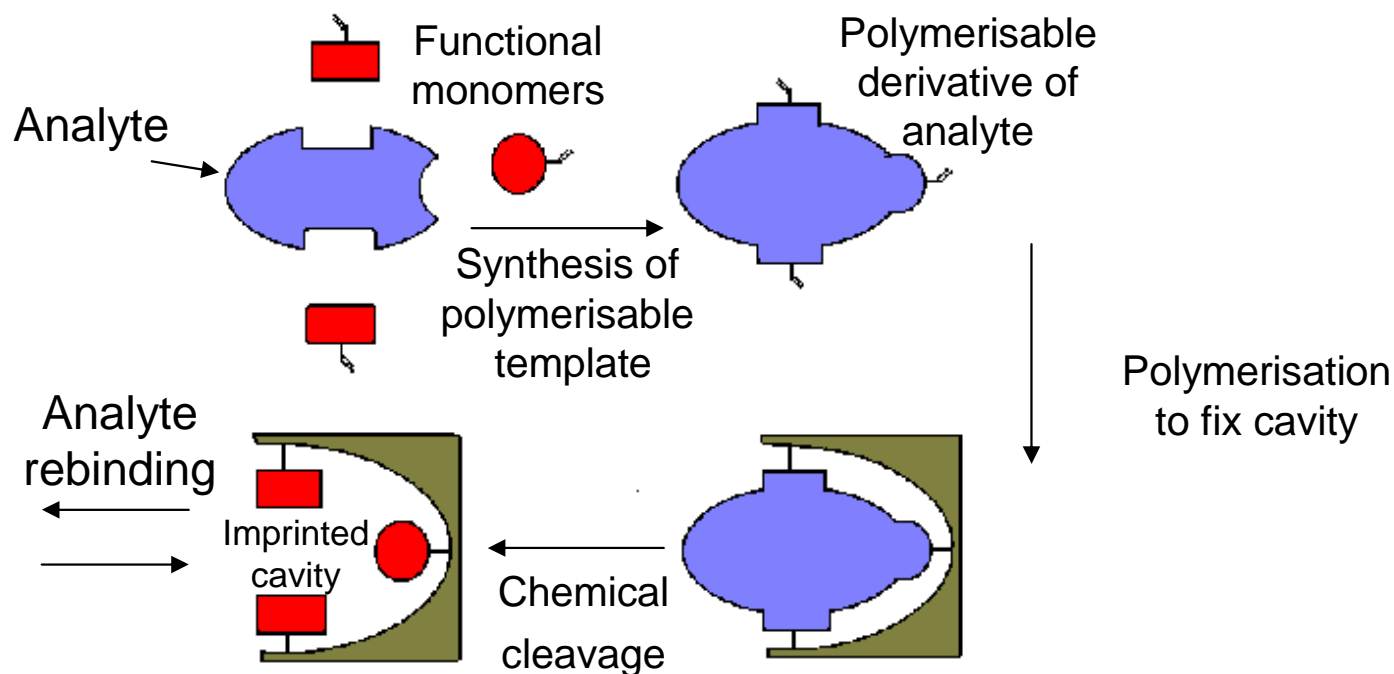 Functional
monomers
Polymerisable
derivative of
analyte
Analyte
Synthesis of
polymerisable
template
Polymerisation
to fix cavity
Analyte
rebinding
Imprinted
cavity
Chemical
cleavage